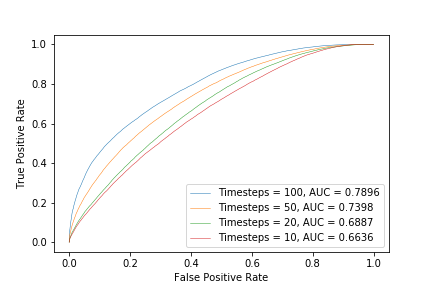 1.0
0.8
0.6
0.4
0.2
0.0
True Positive Rate
Timesteps = 100, AUC = 0.7896
Timesteps = 50, AUC = 0.7398
Timesteps = 20, AUC = 0.6887
Timesteps = 10, AUC = 0.6636
0.0 0.2 0.4 0.6 0.8 1.0
False Positive Rate